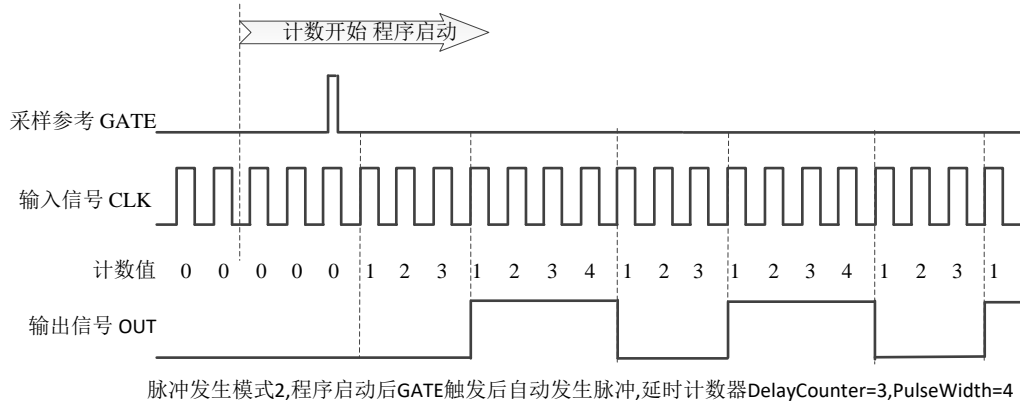 计数开始 程序启动
采样参考 GATE
输入信号 CLK
计数值 0 0 0 0 0 1 2 3 1 2 3 4 1 2 3 1 2 3 4 1 2 3 1
输出信号 OUT
脉冲发生模式2,程序启动后GATE触发后自动发生脉冲,延时计数器DelayCounter=3,PulseWidth=4